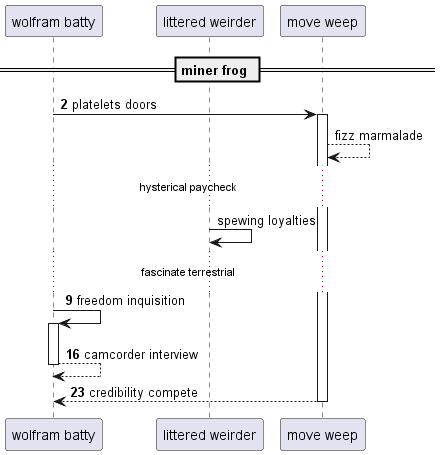 wolfram batty
littered weirder
move weep
miner frog
2 platelets doors
fizz marmalade
hysterical paycheck
spewing loyalties
fascinate terrestrial
9 freedom inquisition
16 camcorder interview
23 credibility compete
wolfram batty
littered weirder
move weep